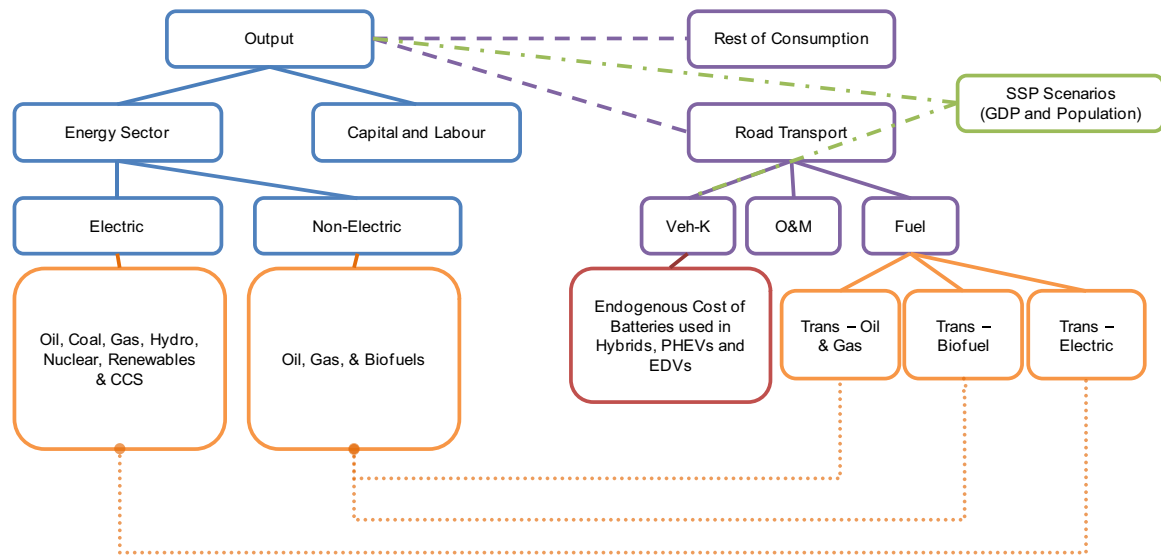 Output
Rest of Consumption
SSP Scenarios
(GDP and Population)
Energy Sector
Capital and Labour
Road Transport
Electric
Non-Electric
Veh-K
O&M
Fuel
Oil, Coal, Gas, Hydro,
Nuclear, Renewables
& CCS
Oil, Gas, & Biofuels
Endogenous Cost of
Batteries used in
Hybrids, PHEVs and
EDVs
Trans – Oil
& Gas
Trans –
Biofuel
Trans –
Electric